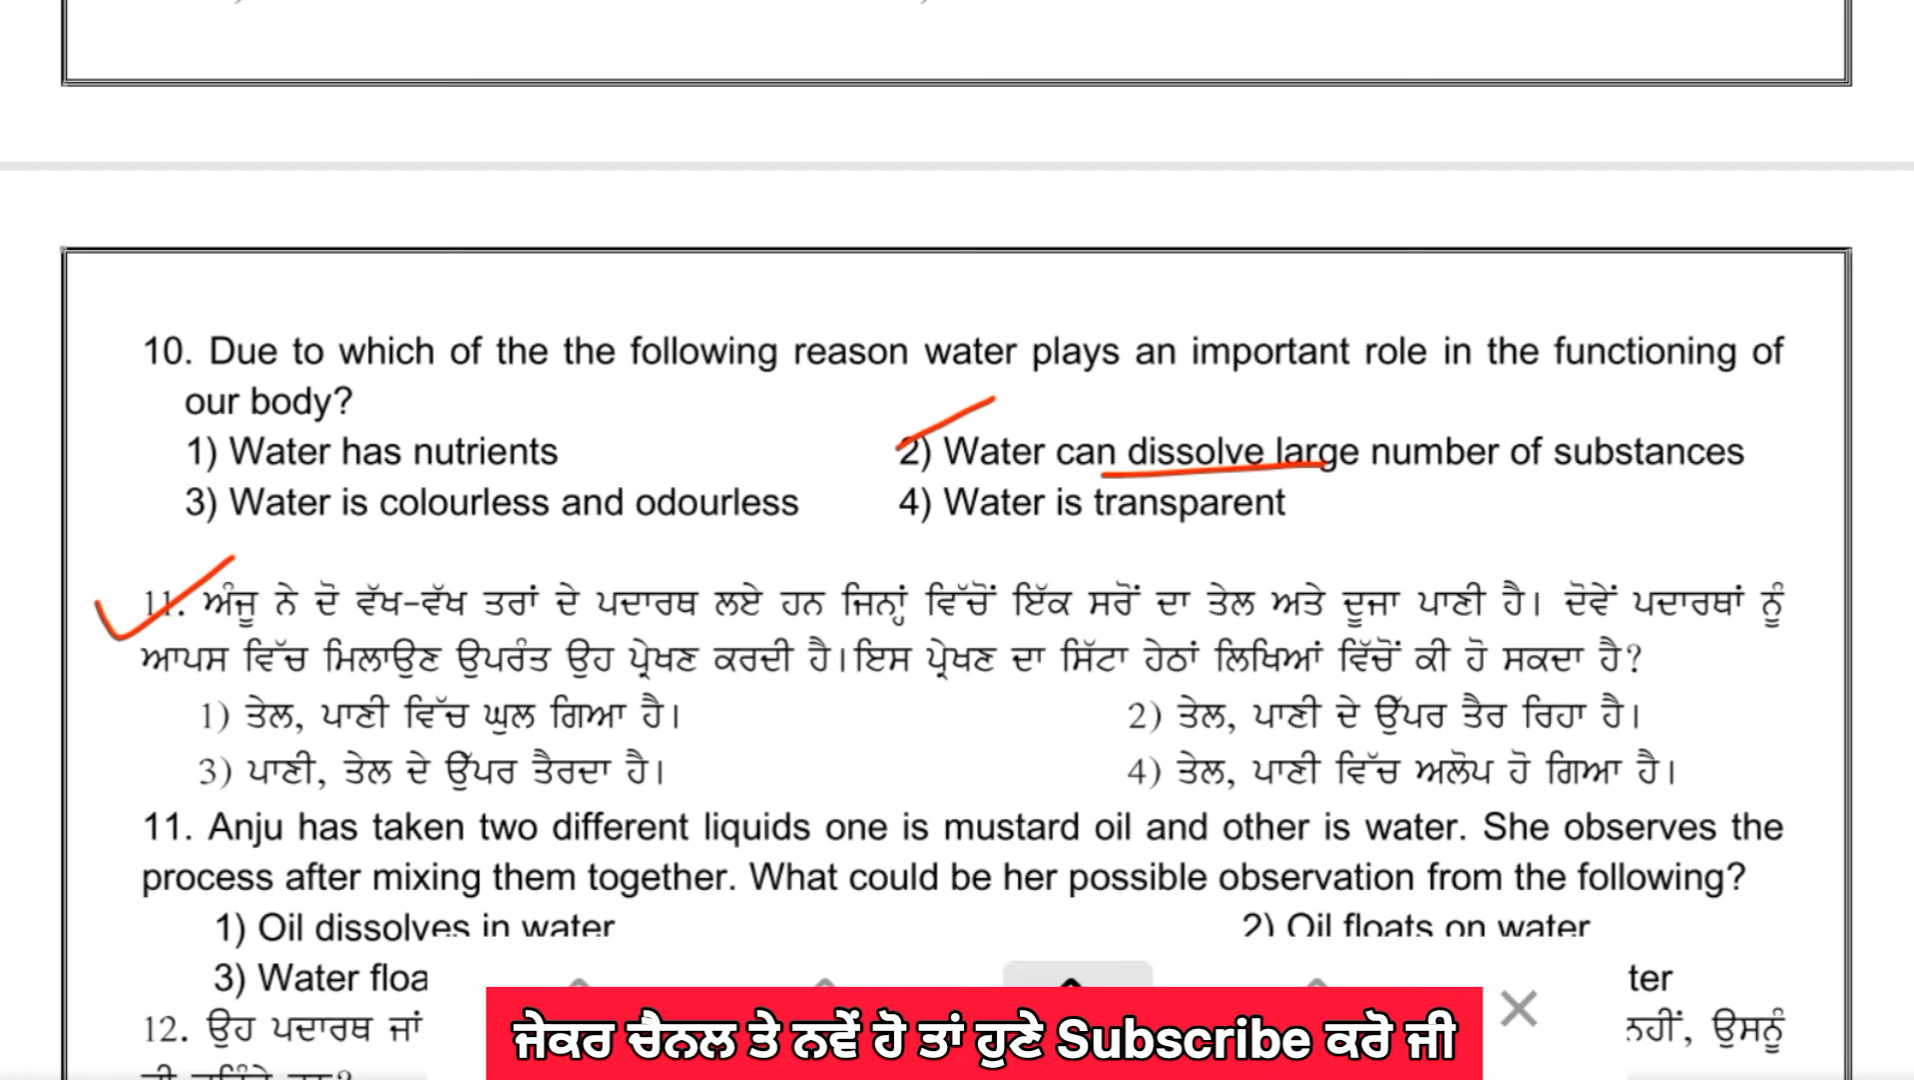 10. Due to which of the the following reason water plays an important role in the functioning of
our body?
1) Water has nutrients 2) Water can dissolve large number of substances
3) Water is colourless and odourless 4) Water is transparent
11. ਅੰਜੂ ਨੇ ਦੋ ਵੱਖ-ਵੱਖ ਤਰਾਂ ਦੇ ਪਦਾਰਥ ਲਏ ਹਨ ਜਿਨ੍ਹਾਂ ਵਿੱਚੋਂ ਇੱਕ ਸਰੋਂ ਦਾ ਤੇਲ ਅਤੇ ਦੂਜਾ ਪਾਣੀ ਹੈ। ਦੋਵੇਂ ਪਦਾਰਥਾਂ ਨੂੰ
ਆਪਸ ਵਿੱਚ ਮਿਲਾਉਣ ਉਪਰੰਤ ਉਹ ਪ੍ਰੇਖਣ ਕਰਦੀ ਹੈ। ਇਸ ਪ੍ਰੇਖਣ ਦਾ ਸਿੱਟਾ ਹੇਠਾਂ ਲਿਖਿਆਂ ਵਿੱਚੋਂ ਕੀ ਹੋ ਸਕਦਾ ਹੈ?
1) ਤੇਲ, ਪਾਣੀ ਵਿੱਚ ਘੁਲ ਗਿਆ ਹੈ। 2) ਤੇਲ, ਪਾਣੀ ਦੇ ਉੱਪਰ ਤੈਰ ਰਿਹਾ ਹੈ।
3) ਪਾਣੀ, ਤੇਲ ਦੇ ਉੱਪਰ ਤੈਰਦਾ ਹੈ। 4) ਤੇਲ, ਪਾਣੀ ਵਿੱਚ ਅਲੋਪ ਹੋ ਗਿਆ ਹੈ।
11. Anju has taken two different liquids one is mustard oil and other is water. She observes the
process after mixing them together. What could be her possible observation from the following?
1) Oil dissolves in water 2) Oil floats on water
3) Water floa ter
12. ਉਹ ਪਦਾਰਥ ਜਾਂ ਨਹੀਂ, ਉਸਨੂੰ
ਜੇਕਰ ਚੈਨਲ ਤੇ ਨਵੇਂ ਹੋ ਤਾਂ ਹੁਣੇ Subscribe ਕਰੋ ਜੀ